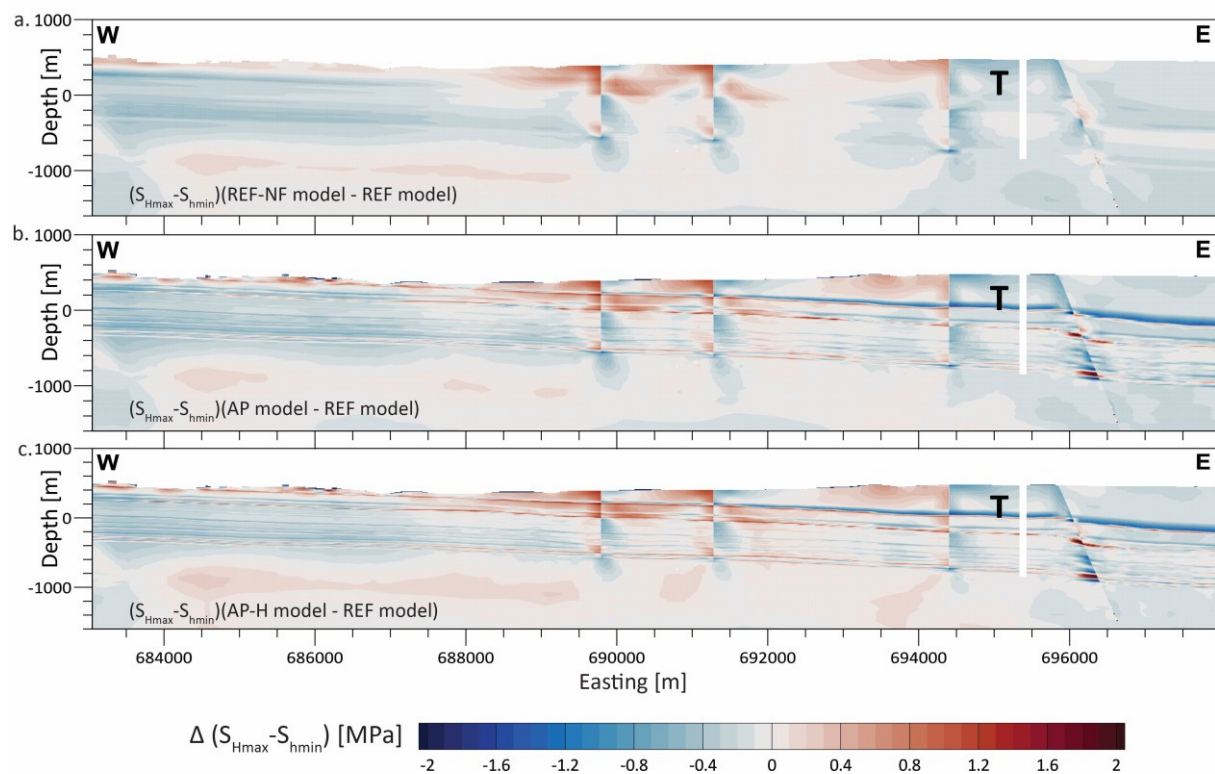 a.
1000
W
E
Depth [m]
0
T
-1000
(S_Hmax-S_hmin)(REF-NF model - REF model)
b.
1000
W
E
Depth [m]
0
T
-1000
(S_Hmax-S_hmin)(AP model - REF model)
c.
1000
W
E
Depth [m]
0
T
-1000
(S_Hmax-S_hmin)(AP-H model - REF model)
684000 686000 688000 690000 692000 694000 696000
Easting [m]
Δ (S_Hmax-S_hmin) [MPa]
-2 -1.6 -1.2 -0.8 -0.4 0 0.4 0.8 1.2 1.6 2